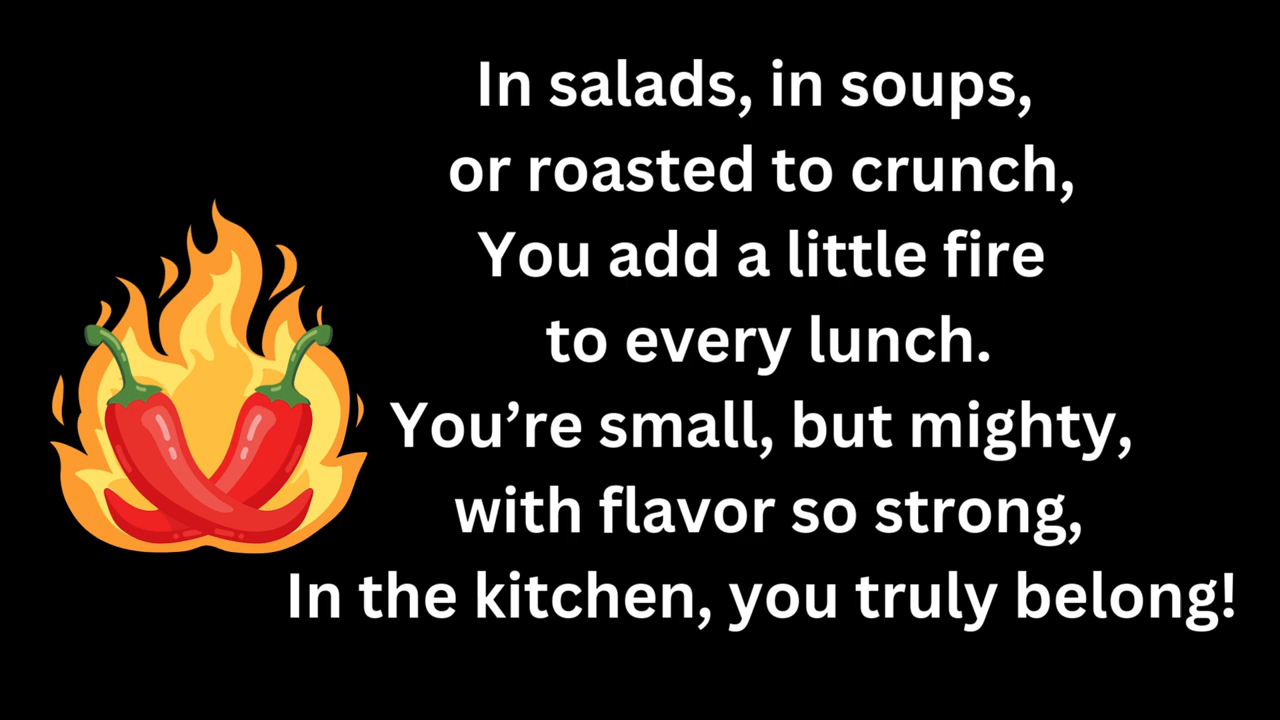 In salads, in soups,
or roasted to crunch,
You add a little fire
to every lunch.
You’re small, but mighty,
with flavor so strong,
In the kitchen, you truly belong!